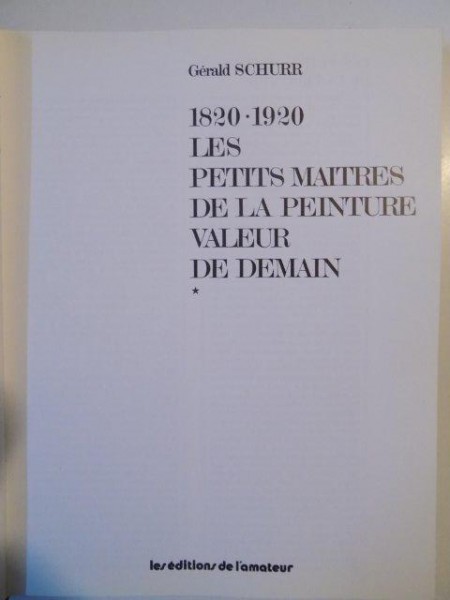 Gérald SCHURR
1820 · 1920
LES
PETITS MAITRES
DE LA PEINTURE
VALEUR
DE DEMAIN
★
les éditions de l'amateur